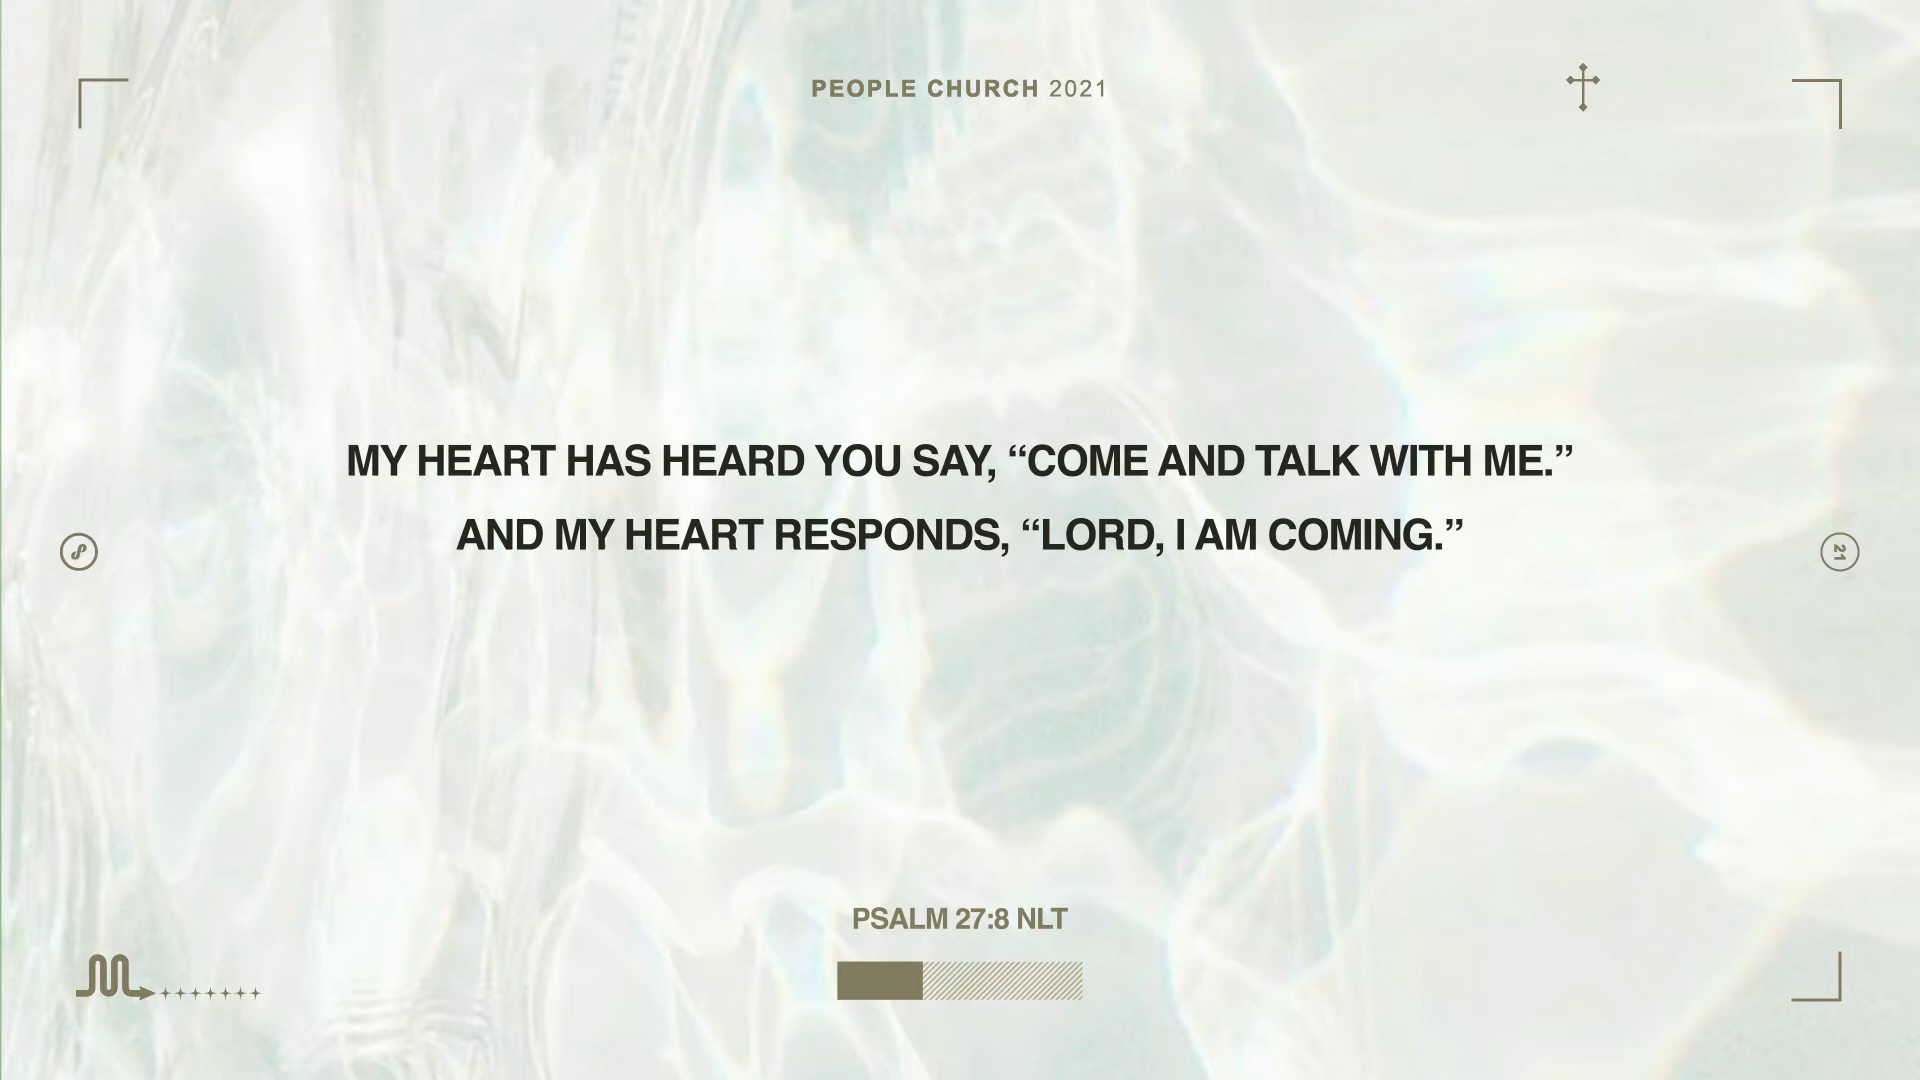 PEOPLE CHURCH 2021
MY HEART HAS HEARD YOU SAY, “COME AND TALK WITH ME.”
AND MY HEART RESPONDS, “LORD, I AM COMING.”
21
PSALM 27:8 NLT